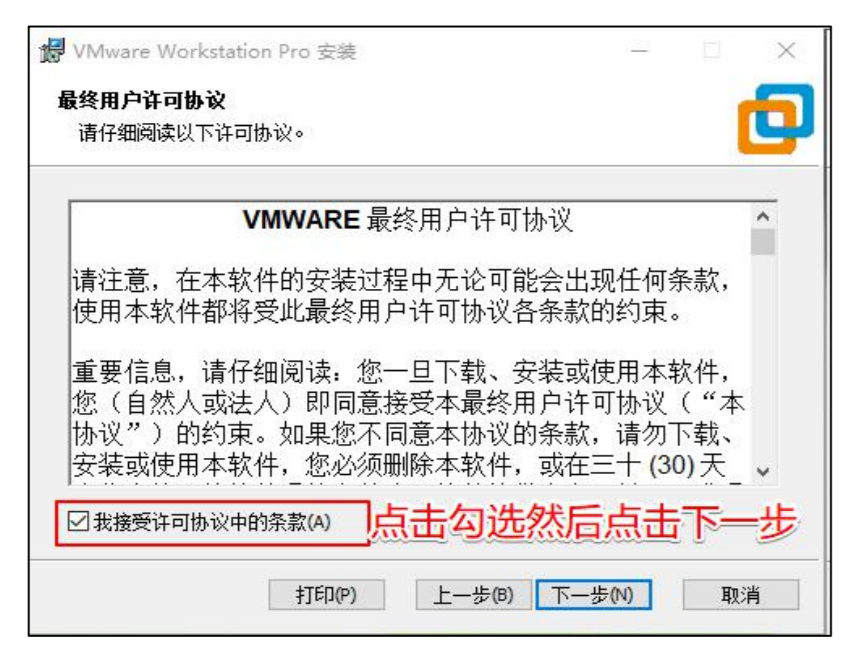 VMware Workstation Pro 安装
最终用户许可协议
请仔细阅读以下许可协议。
VMWARE 最终用户许可协议
请注意，在本软件的安装过程中无论可能会出现任何条款，
使用本软件都将受此最终用户许可协议各条款的约束。
重要信息，请仔细阅读：您一旦下载、安装或使用本软件，
您（自然人或法人）即同意接受本最终用户许可协议（“本
协议”）的约束。如果您不同意本协议的条款，请勿下载、
安装或使用本软件，您必须删除本软件，或在三十 (30) 天
我接受许可协议中的条款(A)
点击勾选然后点击下一步
打印(P)
上一步(B)
下一步(N)
取消